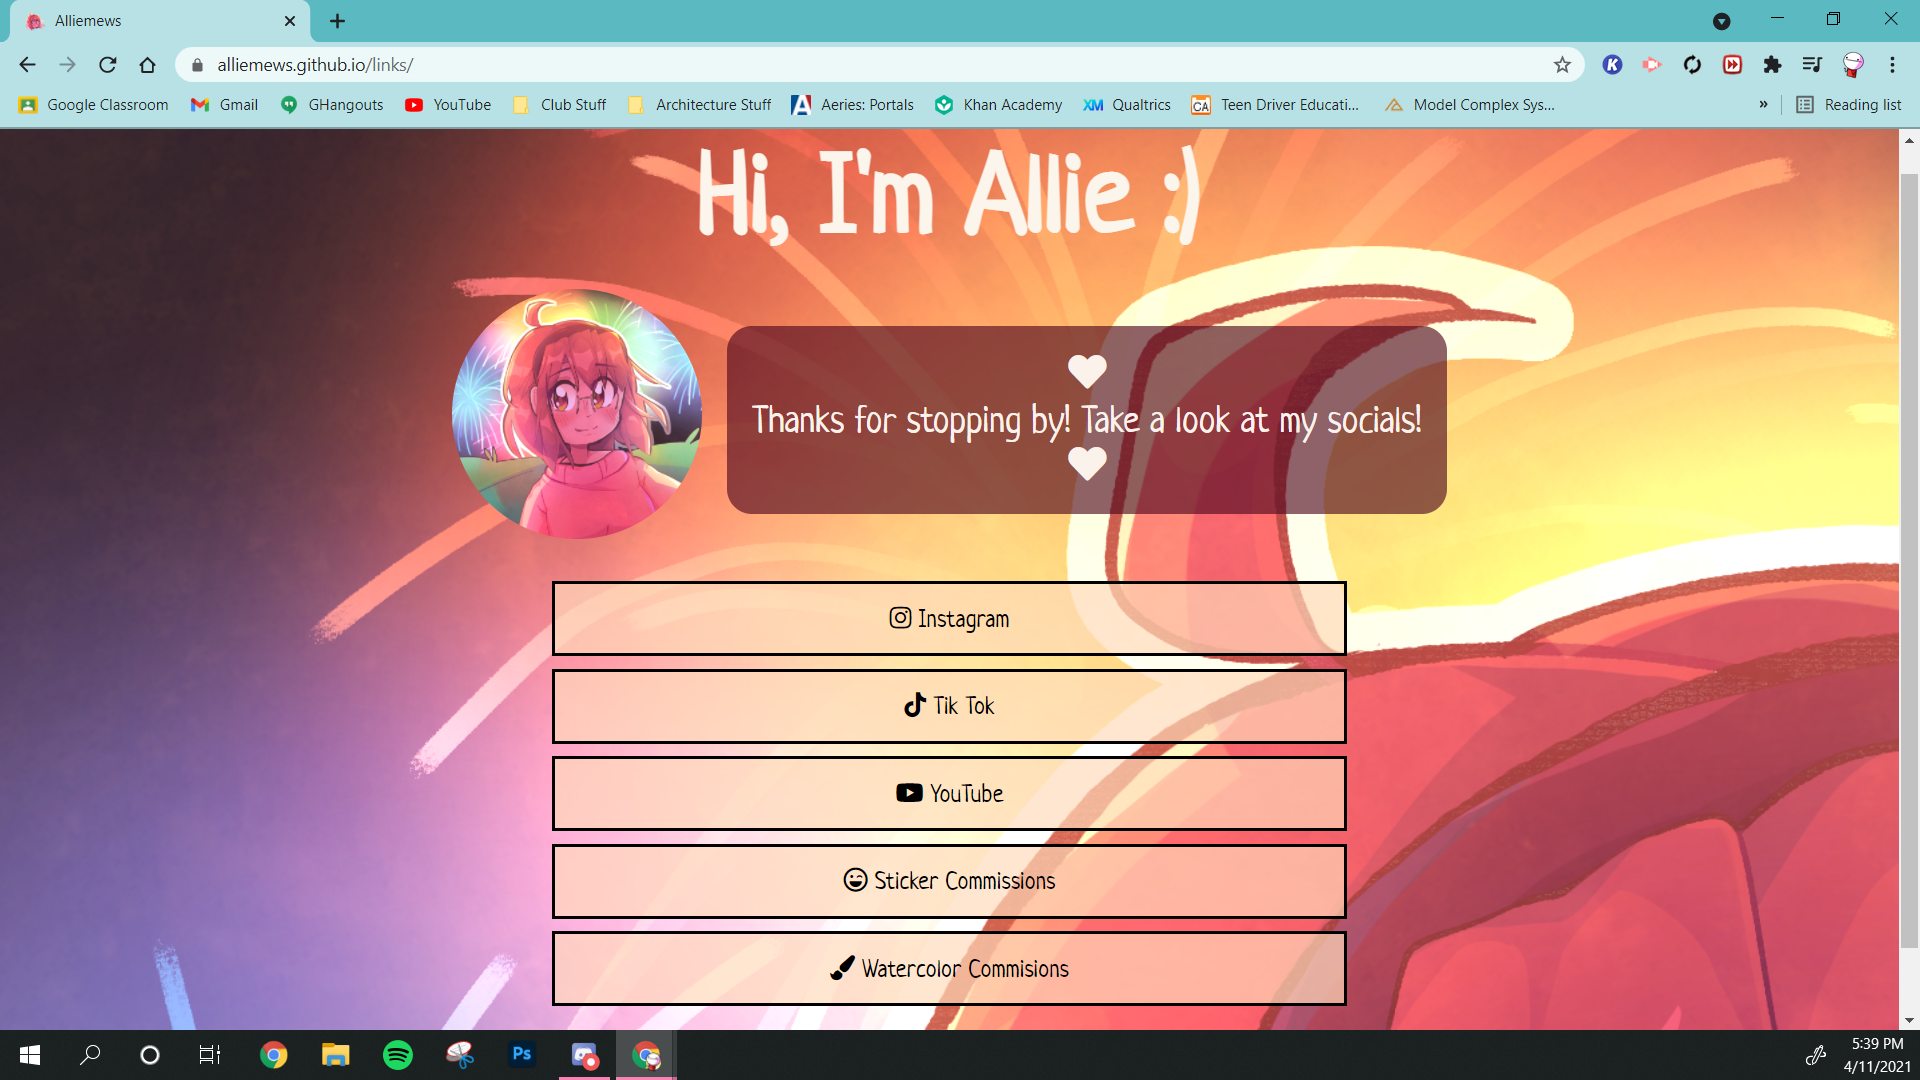 Alliemews
alliemews.github.io/links/
Google Classroom
Gmail
GHangouts
YouTube
Club Stuff
Architecture Stuff
Aeries: Portals
Khan Academy
XM Qualtrics
CA Teen Driver Educati...
Model Complex Sys...
»
Reading list
Hi, I'm Allie :)
Thanks for stopping by! Take a look at my socials!
Instagram
Tik Tok
YouTube
Sticker Commissions
Watercolor Commisions
Ps
5:39 PM
4/11/2021